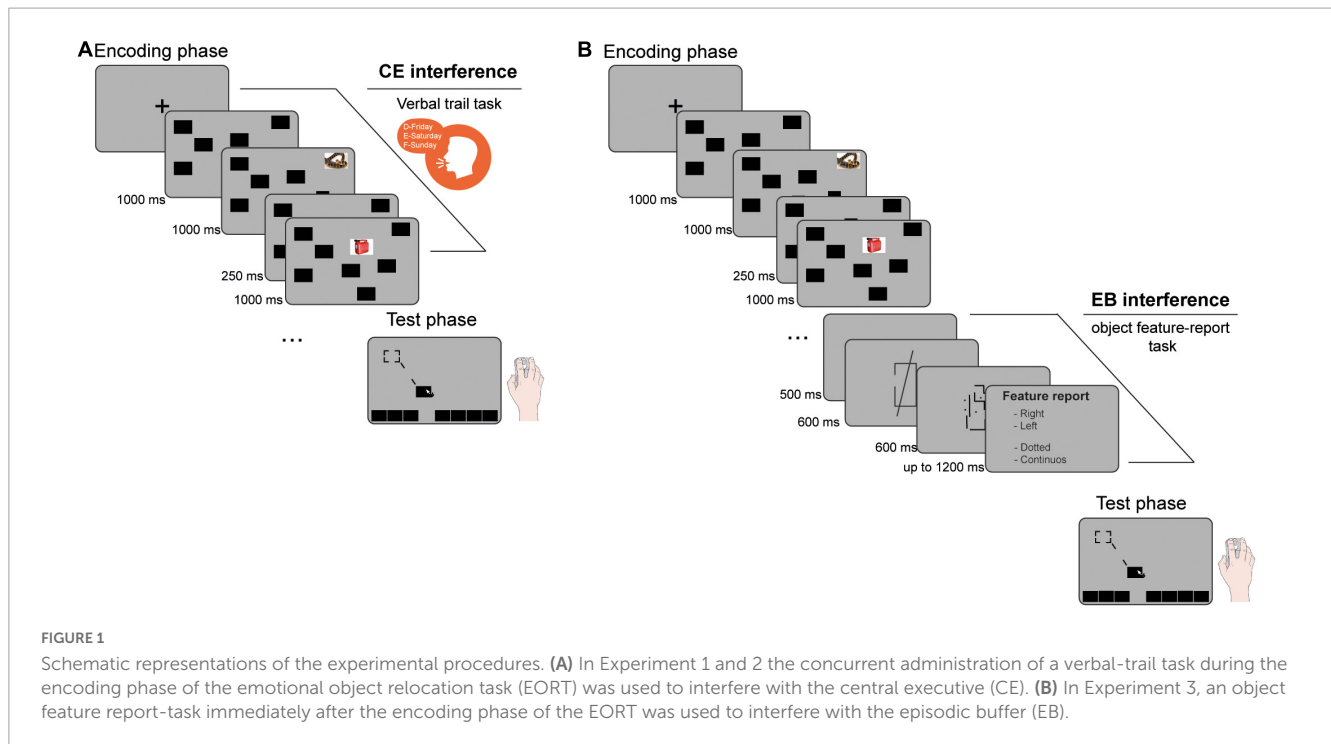 A Encoding phase
CE interference
Verbal trail task
D-Friday
E-Saturday
F-Sunday
1000 ms
1000 ms
250 ms
1000 ms
...
Test phase
B Encoding phase
1000 ms
1000 ms
250 ms
1000 ms
...
EB interference
object feature-report
task
500 ms
600 ms
600 ms
up to 1200 ms
Feature report
- Right
- Left
- Dotted
- Continuos
Test phase
FIGURE 1
Schematic representations of the experimental procedures. (A) In Experiment 1 and 2 the concurrent administration of a verbal-trail task during the
encoding phase of the emotional object relocation task (EORT) was used to interfere with the central executive (CE). (B) In Experiment 3, an object
feature report-task immediately after the encoding phase of the EORT was used to interfere with the episodic buffer (EB).